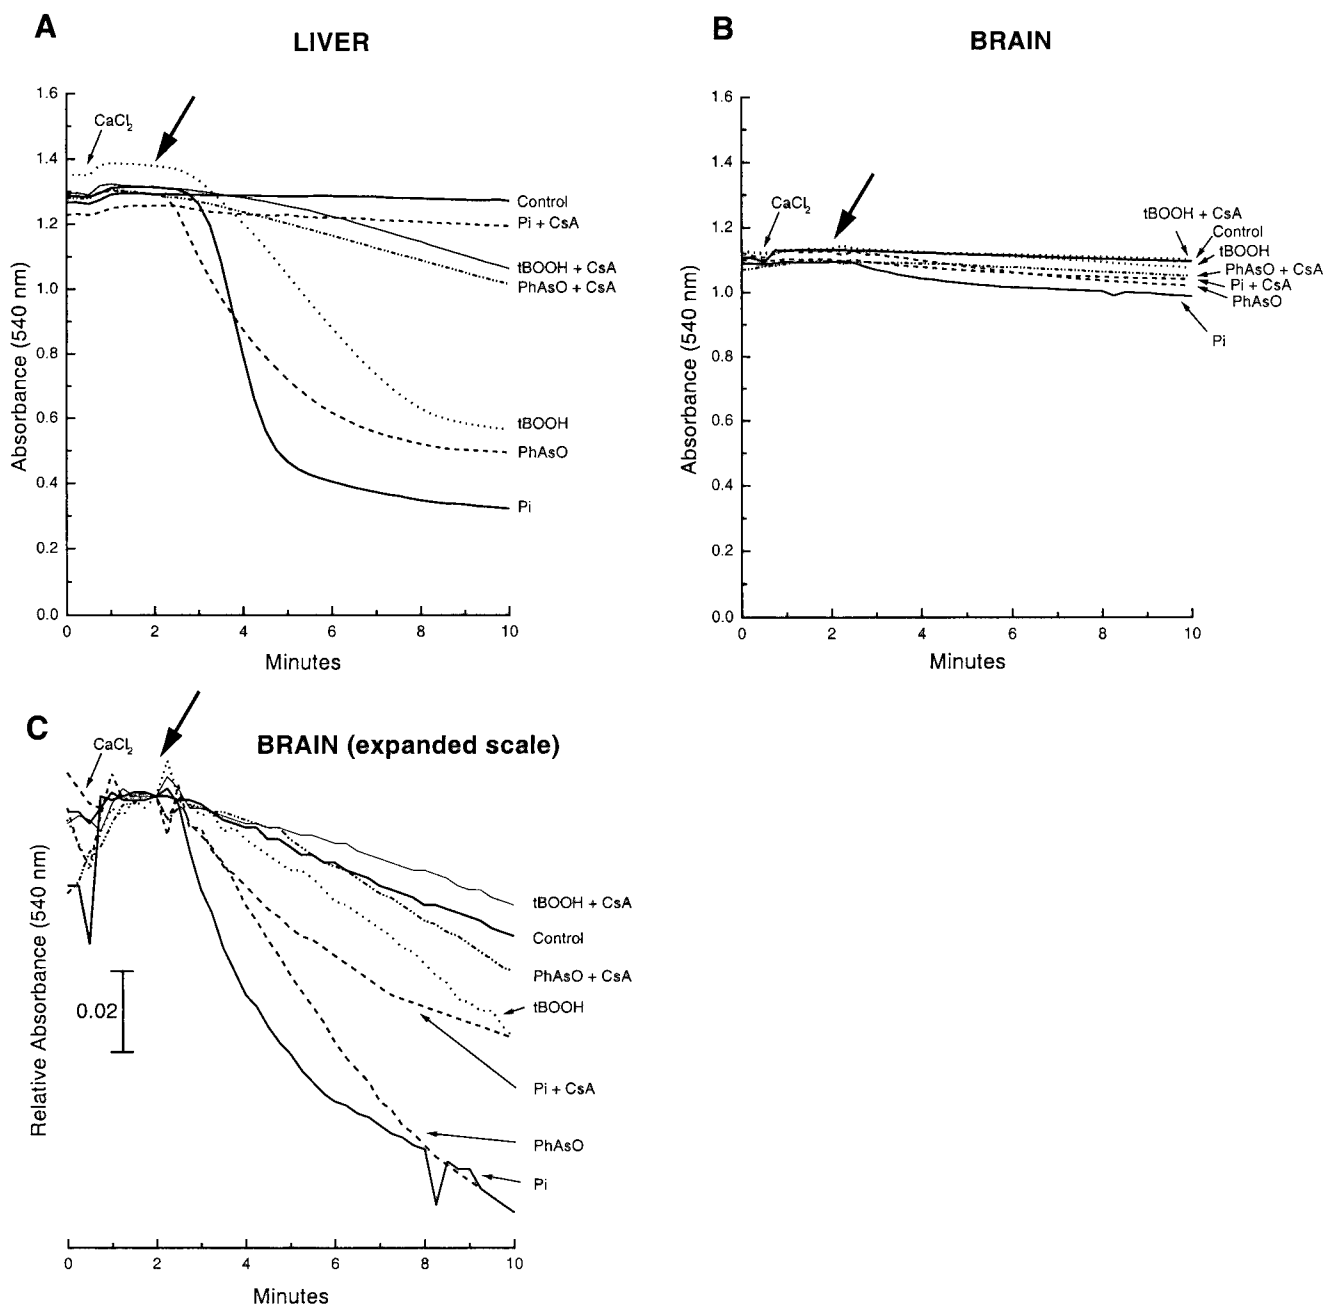 A
LIVER
1.6
1.4
1.2
1.0
0.8
0.6
0.4
0.2
0.0
Absorbance (540 nm)
CaCl2
Control
Pi + CsA
tBOOH + CsA
PhAsO + CsA
tBOOH
PhAsO
Pi
0 2 4 6 8 10
Minutes
B
BRAIN
1.6
1.4
1.2
1.0
0.8
0.6
0.4
0.2
0.0
Absorbance (540 nm)
CaCl2
tBOOH + CsA
Control
tBOOH
PhAsO + CsA
Pi + CsA
PhAsO
Pi
0 2 4 6 8 10
Minutes
C
BRAIN (expanded scale)
CaCl2
Relative Absorbance (540 nm)
0.02
tBOOH + CsA
Control
PhAsO + CsA
tBOOH
Pi + CsA
PhAsO
Pi
0 2 4 6 8 10
Minutes